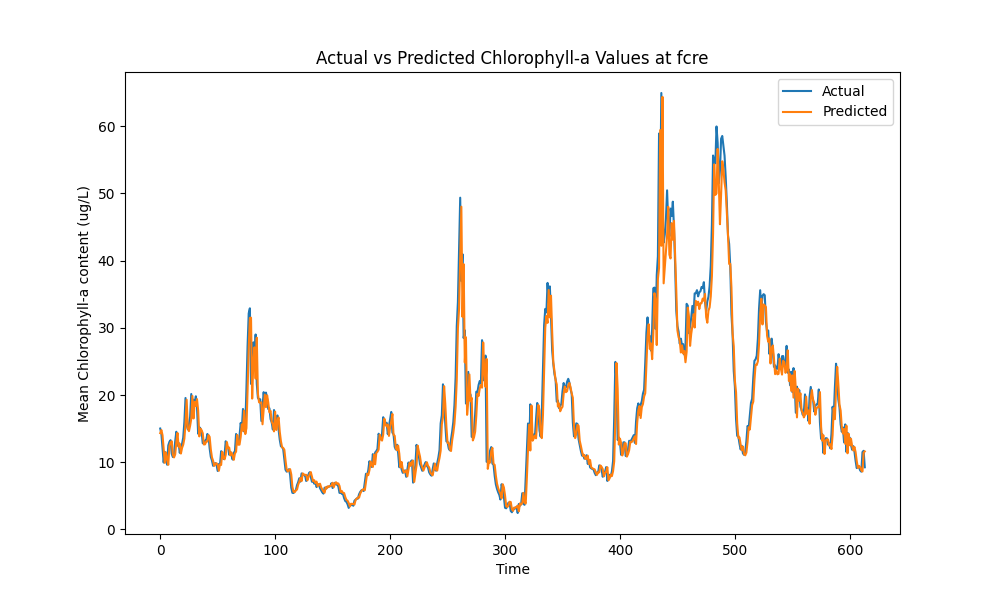 Actual vs Predicted Chlorophyll-a Values at fcre
Actual
Predicted
Mean Chlorophyll-a content (ug/L)
60
50
40
30
20
10
0
0 100 200 300 400 500 600
Time